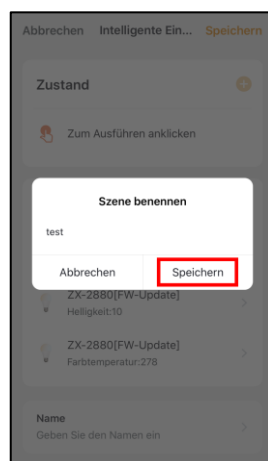 Abbrechen Intelligente Ein... Speichern
Zustand
Zum Ausführen anklicken
Szene benennen
test
Abbrechen Speichern
ZX-2880[FW-Update]
Helligkeit:10
ZX-2880[FW-Update]
Farbtemperatur:278
Name
Geben Sie den Namen ein